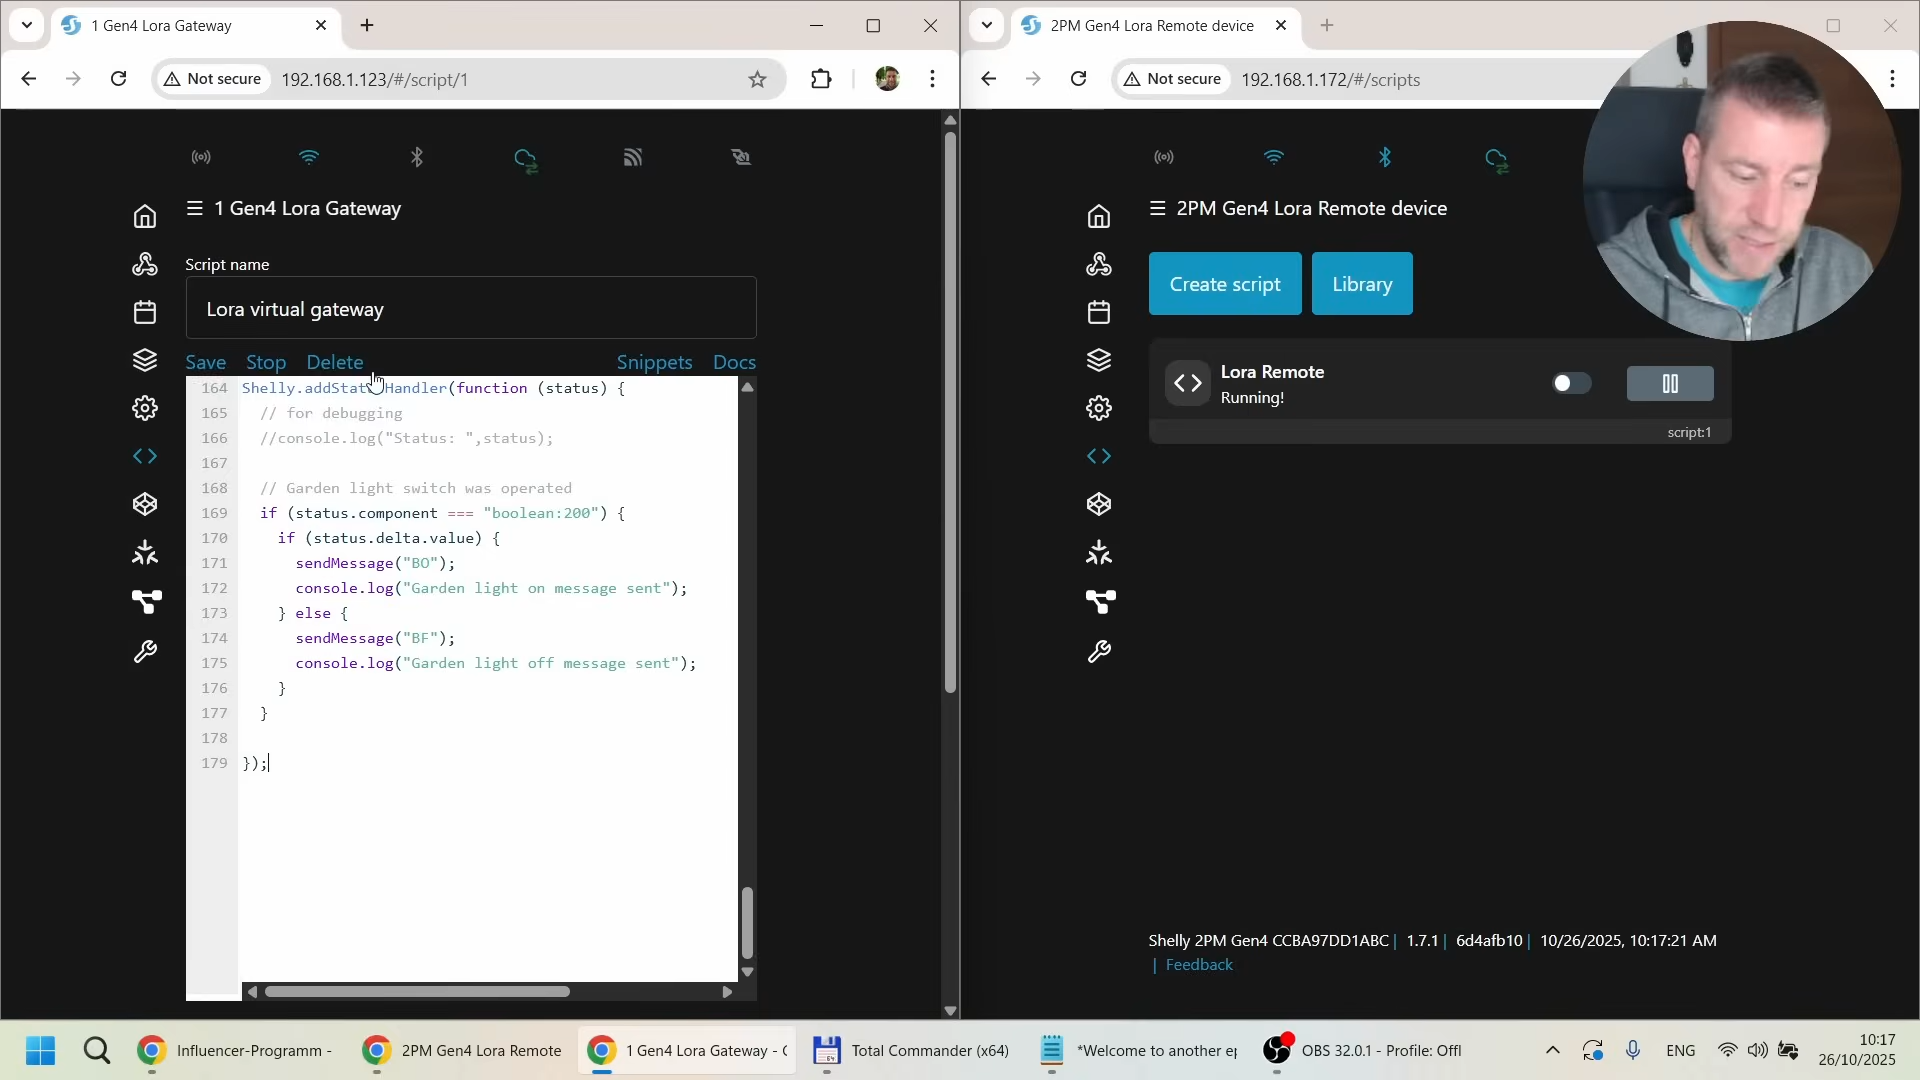 1 Gen4 Lora Gateway
2PM Gen4 Lora Remote device
Not secure
192.168.1.123/#/script/1
Not secure
192.168.1.172/#/scripts
1 Gen4 Lora Gateway
Script name
Lora virtual gateway
Save Stop Delete Snippets Docs
164 Shelly.addStat Handler(function (status) {
165 // for debugging
166 //console.log("Status: ",status);
167
168 // Garden light switch was operated
169 if (status.component === "boolean:200") {
170 if (status.delta.value) {
171 sendMessage("BO");
172 console.log("Garden light on message sent");
173 } else {
174 sendMessage("BF");
175 console.log("Garden light off message sent");
176 }
177 }
178
179 });
2PM Gen4 Lora Remote device
Create script
Library
Lora Remote
Running!
script:1
Shelly 2PM Gen4 CCBA97DD1ABC | 1.7.1 | 6d4afb10 | 10/26/2025, 10:17:21 AM
| Feedback
Influencer-Programm -
2PM Gen4 Lora Remote
1 Gen4 Lora Gateway - 
64
Total Commander (x64)
*Welcome to another ep
OBS 32.0.1 - Profile: Offl
ENG
10:17
26/10/2025